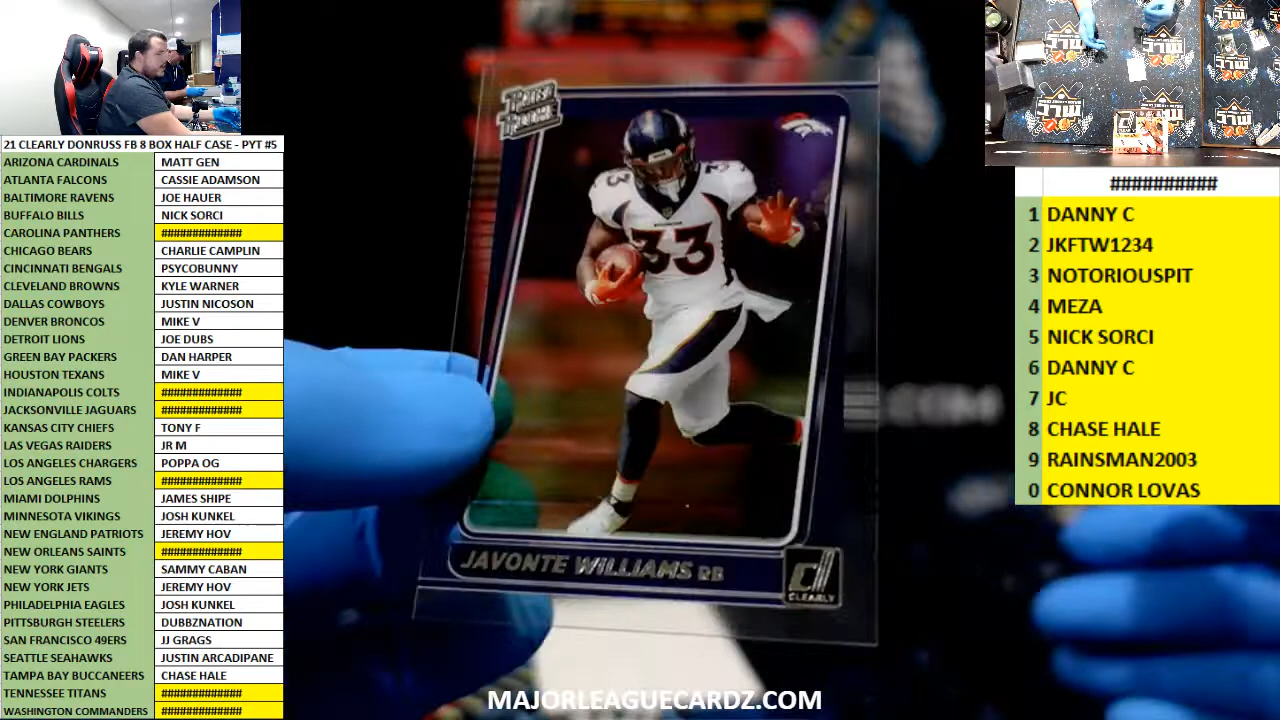 21 CLEARLY DONRUSS FB 8 BOX HALF CASE - PYT #5
ARIZONA CARDINALS MATT GEN
ATLANTA FALCONS CASSIE ADAMSON
BALTIMORE RAVENS JOE HAUER
BUFFALO BILLS NICK SORCI
CAROLINA PANTHERS #############
CHICAGO BEARS CHARLIE CAMPLIN
CINCINNATI BENGALS PSYCOBUNNY
CLEVELAND BROWNS KYLE WARNER
DALLAS COWBOYS JUSTIN NICOSON
DENVER BRONCOS MIKE V
DETROIT LIONS JOE DUBS
GREEN BAY PACKERS DAN HARPER
HOUSTON TEXANS MIKE V
INDIANAPOLIS COLTS #############
JACKSONVILLE JAGUARS #############
KANSAS CITY CHIEFS TONY F
LAS VEGAS RAIDERS JR M
LOS ANGELES CHARGERS POPPA OG
LOS ANGELES RAMS #############
MIAMI DOLPHINS JAMES SHIPE
MINNESOTA VIKINGS JOSH KUNKEL
NEW ENGLAND PATRIOTS JEREMY HOV
NEW ORLEANS SAINTS #############
NEW YORK GIANTS SAMMY CABAN
NEW YORK JETS JEREMY HOV
PHILADELPHIA EAGLES JOSH KUNKEL
PITTSBURGH STEELERS DUBBZNATION
SAN FRANCISCO 49ERS JJ GRAGS
SEATTLE SEAHAWKS JUSTIN ARCADIPANE
TAMPA BAY BUCCANEERS CHASE HALE
TENNESSEE TITANS #############
WASHINGTON COMMANDERS #############
RATED
ROOKIE
33
33
33
JAVONTE WILLIAMS RB
CLEARLY
.COM
MAJORLEAGUECARDZ.COM
##########
1 DANNY C
2 JKFTW1234
3 NOTORIOUSPIT
4 MEZA
5 NICK SORCI
6 DANNY C
7 JC
8 CHASE HALE
9 RAINSMAN2003
0 CONNOR LOVAS